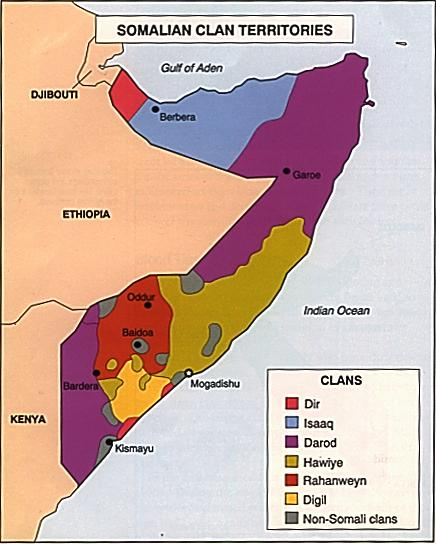 SOMALIAN CLAN TERRITORIES
Gulf of Aden
DJIBOUTI
Berbera
Garoe
ETHIOPIA
Oddur
Indian Ocean
Baidoa
Bardera
Mogadishu
KENYA
Kismayu
CLANS
Dir
Isaaq
Darod
Hawiye
Rahanweyn
Digil
Non-Somali clans